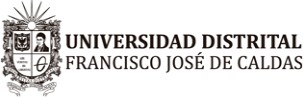 UNIVERSIDAD DISTRITAL
FRANCISCO JOSÉ DE CALDAS